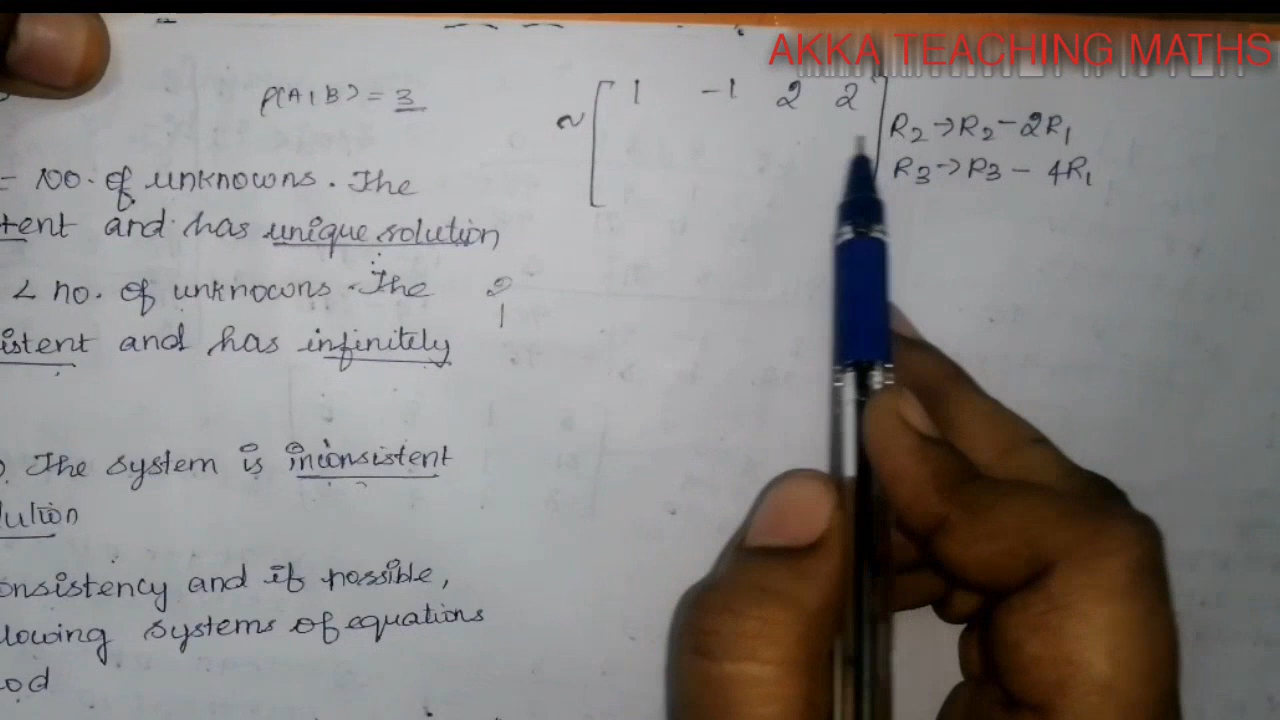 AKKA TEACHING MATHS
ρ(A,B) = 3
= NO. of unknowns. The
tent and has unique solution
< no. of unknowns. The
istent and has infinitely
The system is inconsistent
lution
onsistency and if possible,
lowing systems of equations
od
2
1
~ [ 1 -1 2 2 ]
R2→R2-2R1
R3→R3-4R1